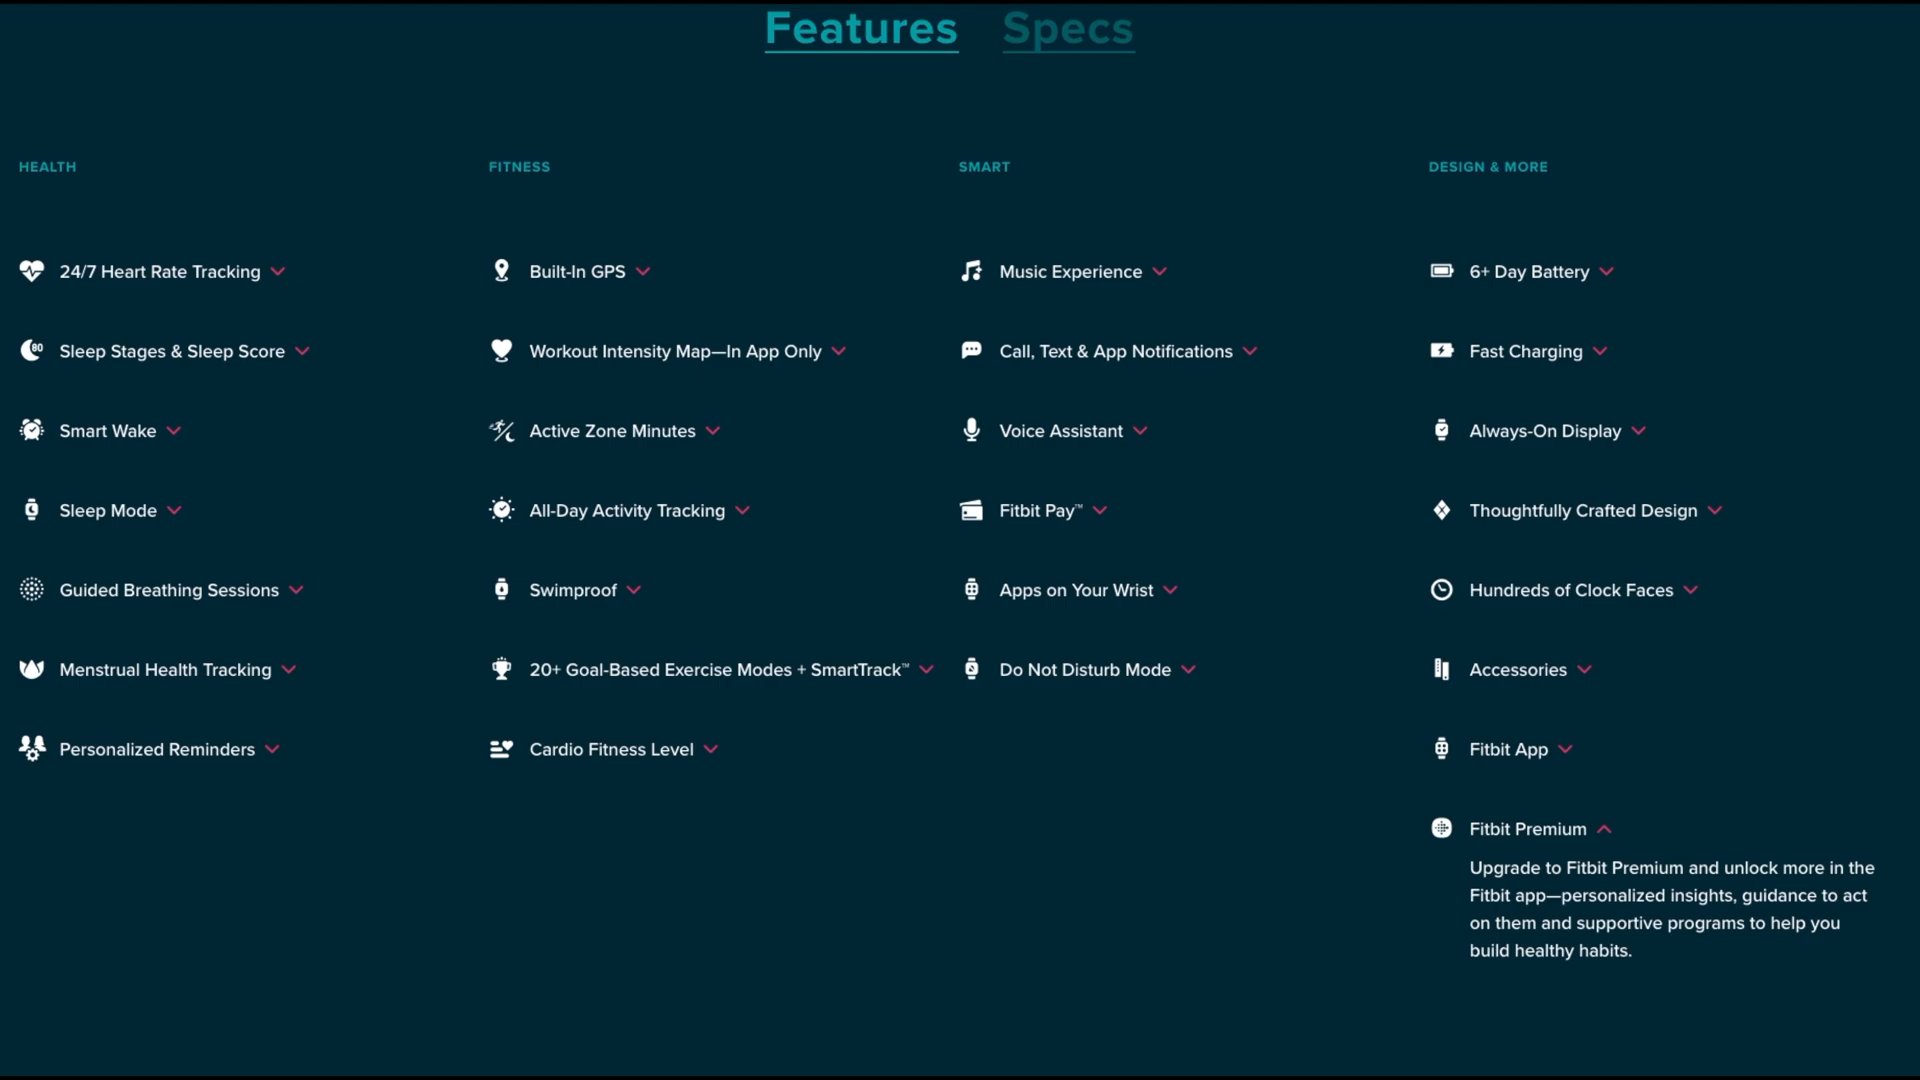 Features Specs
HEALTH
24/7 Heart Rate Tracking
80
Sleep Stages & Sleep Score
Smart Wake
Sleep Mode
Guided Breathing Sessions
Menstrual Health Tracking
Personalized Reminders
FITNESS
Built-In GPS
Workout Intensity Map—In App Only
Active Zone Minutes
All-Day Activity Tracking
Swimproof
20+ Goal-Based Exercise Modes + SmartTrack™
Cardio Fitness Level
SMART
Music Experience
Call, Text & App Notifications
Voice Assistant
Fitbit Pay™
Apps on Your Wrist
Do Not Disturb Mode
DESIGN & MORE
6+ Day Battery
Fast Charging
Always-On Display
Thoughtfully Crafted Design
Hundreds of Clock Faces
Accessories
Fitbit App
Fitbit Premium
Upgrade to Fitbit Premium and unlock more in the
Fitbit app—personalized insights, guidance to act
on them and supportive programs to help you
build healthy habits.